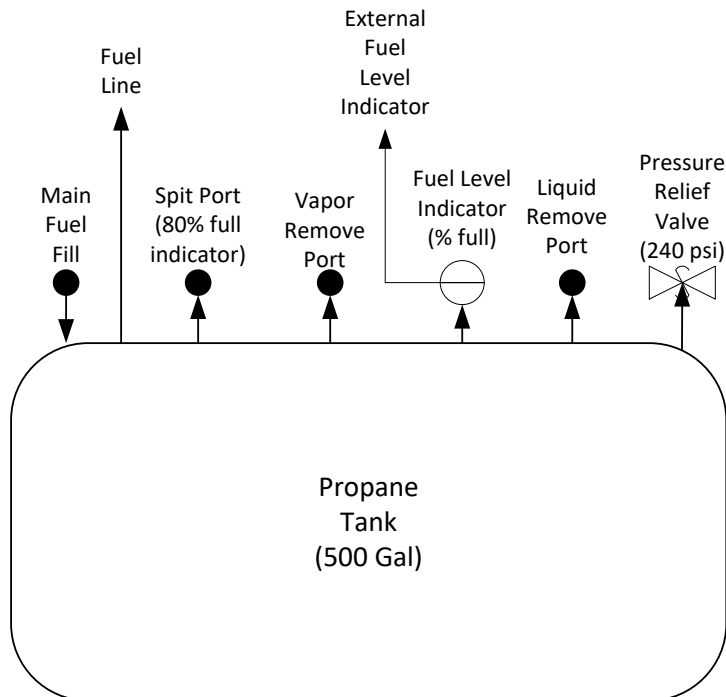 Fuel
Line
External
Fuel
Level
Indicator
Main
Fuel
Fill
Spit Port
(80% full
indicator)
Vapor
Remove
Port
Fuel Level
Indicator
(% full)
Liquid
Remove
Port
Pressure
Relief
Valve
(240 psi)
Propane
Tank
(500 Gal)